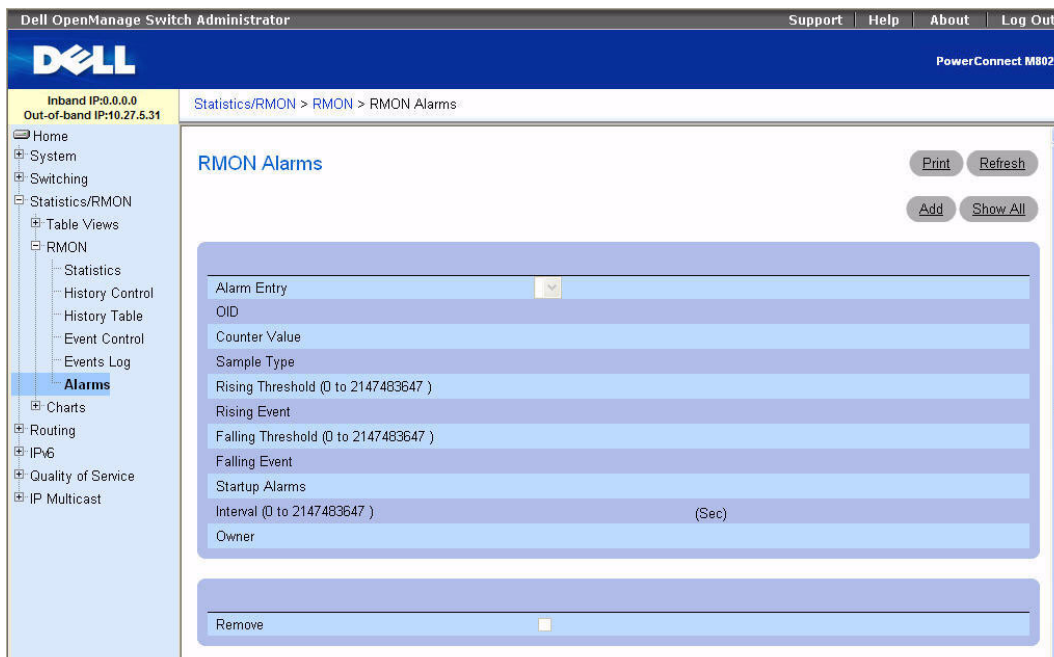 Dell OpenManage Switch Administrator
Support | Help | About | Log Out
DELL
PowerConnect M802
Inband IP:0.0.0.0
Out-of-band IP:10.27.5.31
Statistics/RMON > RMON > RMON Alarms
Home
System
Switching
Statistics/RMON
Table Views
RMON
Statistics
History Control
History Table
Event Control
Events Log
Alarms
Charts
Routing
IPv6
Quality of Service
IP Multicast
RMON Alarms
Print
Refresh
Add
Show All
Alarm Entry
OID
Counter Value
Sample Type
Rising Threshold (0 to 2147483647 )
Rising Event
Falling Threshold (0 to 2147483647 )
Falling Event
Startup Alarms
Interval (0 to 2147483647 ) (Sec)
Owner
Remove